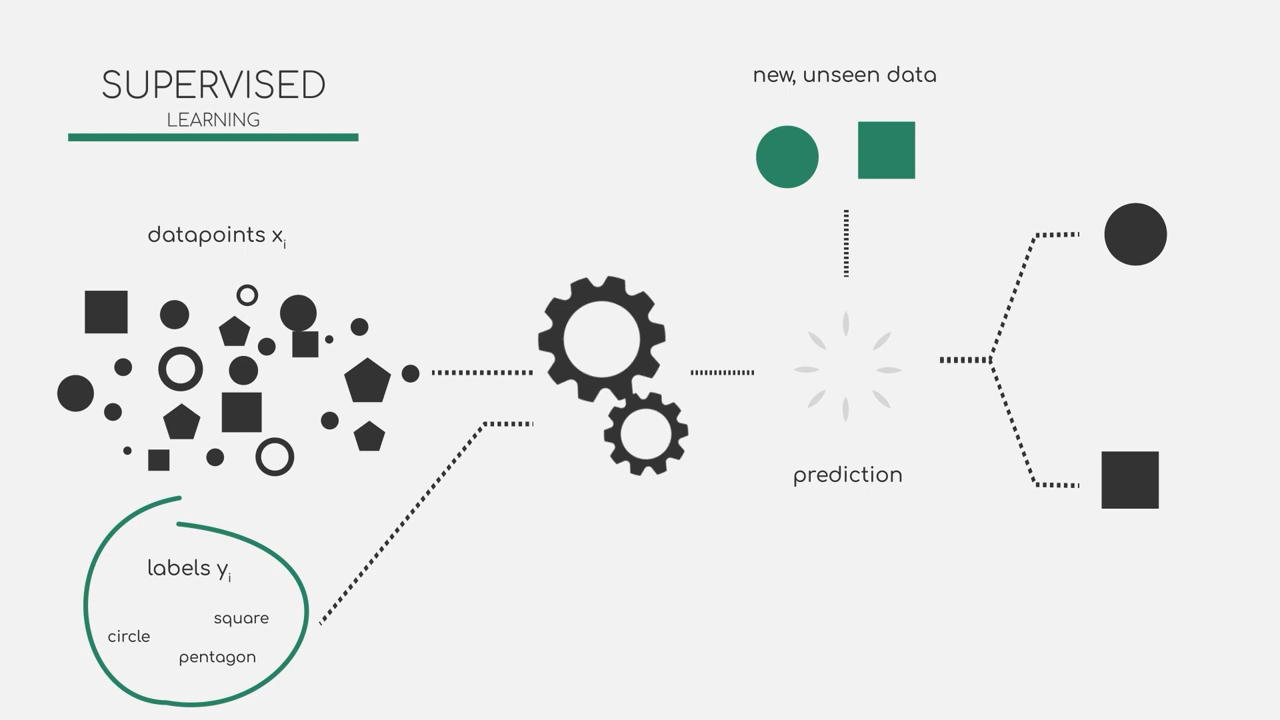 SUPERVISED
LEARNING
new, unseen data
datapoints xᵢ
prediction
labels yᵢ
square
circle
pentagon